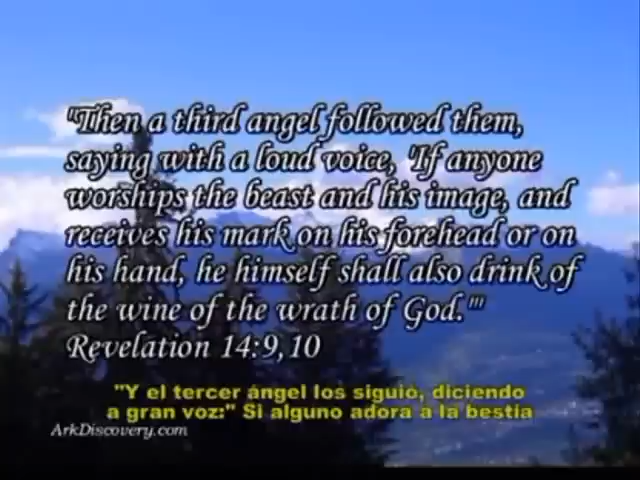 "Then a third angel followed them,
saying with a loud voice, 'If anyone
worships the beast and his image, and
receives his mark on his forehead or on
his hand, he himself shall also drink of
the wine of the wrath of God.'"
Revelation 14:9,10
"Y el tercer ángel los siguió, diciendo
a gran voz:" Si alguno adora a la bestia
ArkDiscovery.com